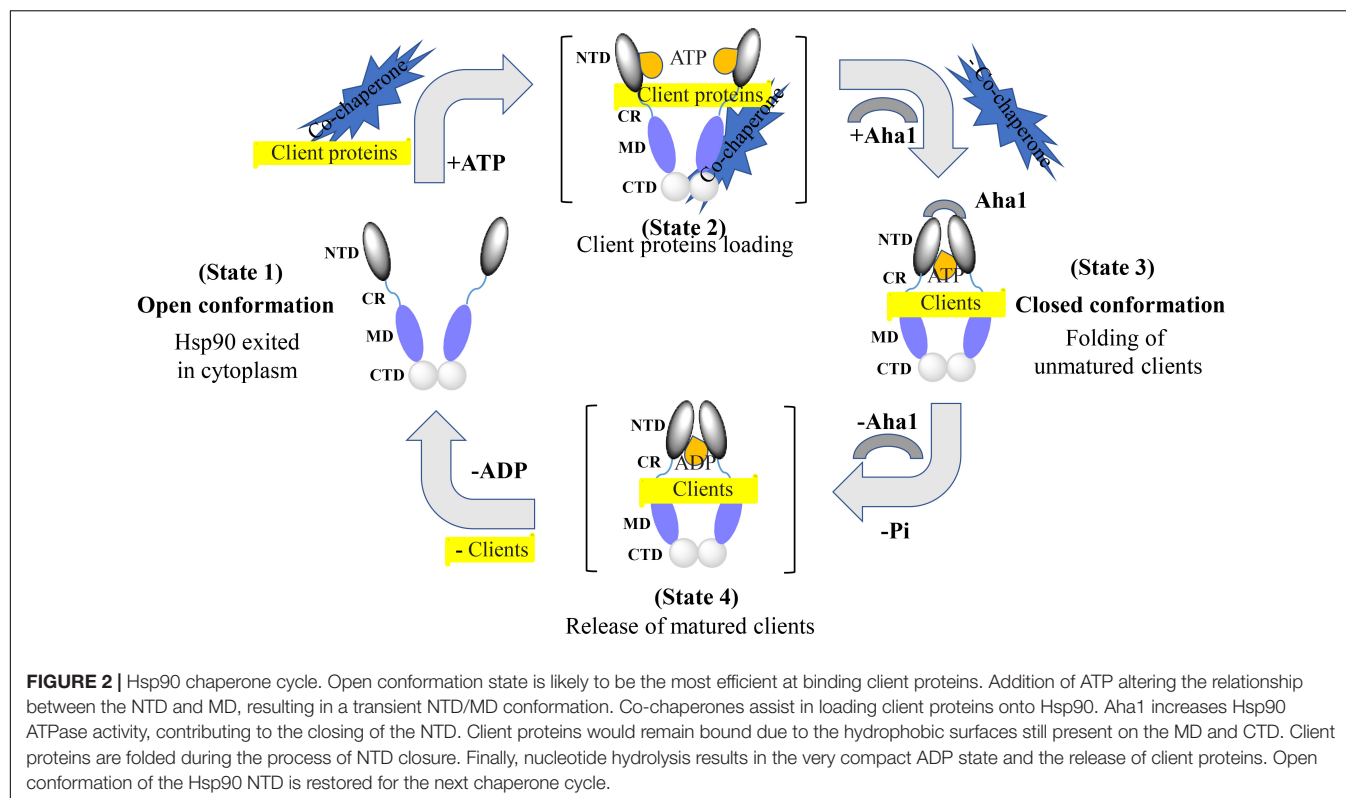 Co-chaperone
Client proteins
+ATP
NTD
ATP
Client proteins
CR
MD
Co-chaperone
CTD
(State 2)
Client proteins loading
+Aha1
- Co-chaperone
(State 1)
Open conformation
Hsp90 exited
in cytoplasm
NTD
CR
MD
CTD
Aha1
NTD
CR
ATP
Clients
MD
CTD
(State 3)
Closed conformation
Folding of
unmatured clients
-Aha1
-Pi
NTD
CR
ADP
Clients
MD
CTD
(State 4)
Release of matured clients
-ADP
- Clients
FIGURE 2 | Hsp90 chaperone cycle. Open conformation state is likely to be the most efficient at binding client proteins. Addition of ATP altering the relationship
between the NTD and MD, resulting in a transient NTD/MD conformation. Co-chaperones assist in loading client proteins onto Hsp90. Aha1 increases Hsp90
ATPase activity, contributing to the closing of the NTD. Client proteins would remain bound due to the hydrophobic surfaces still present on the MD and CTD. Client
proteins are folded during the process of NTD closure. Finally, nucleotide hydrolysis results in the very compact ADP state and the release of client proteins. Open
conformation of the Hsp90 NTD is restored for the next chaperone cycle.